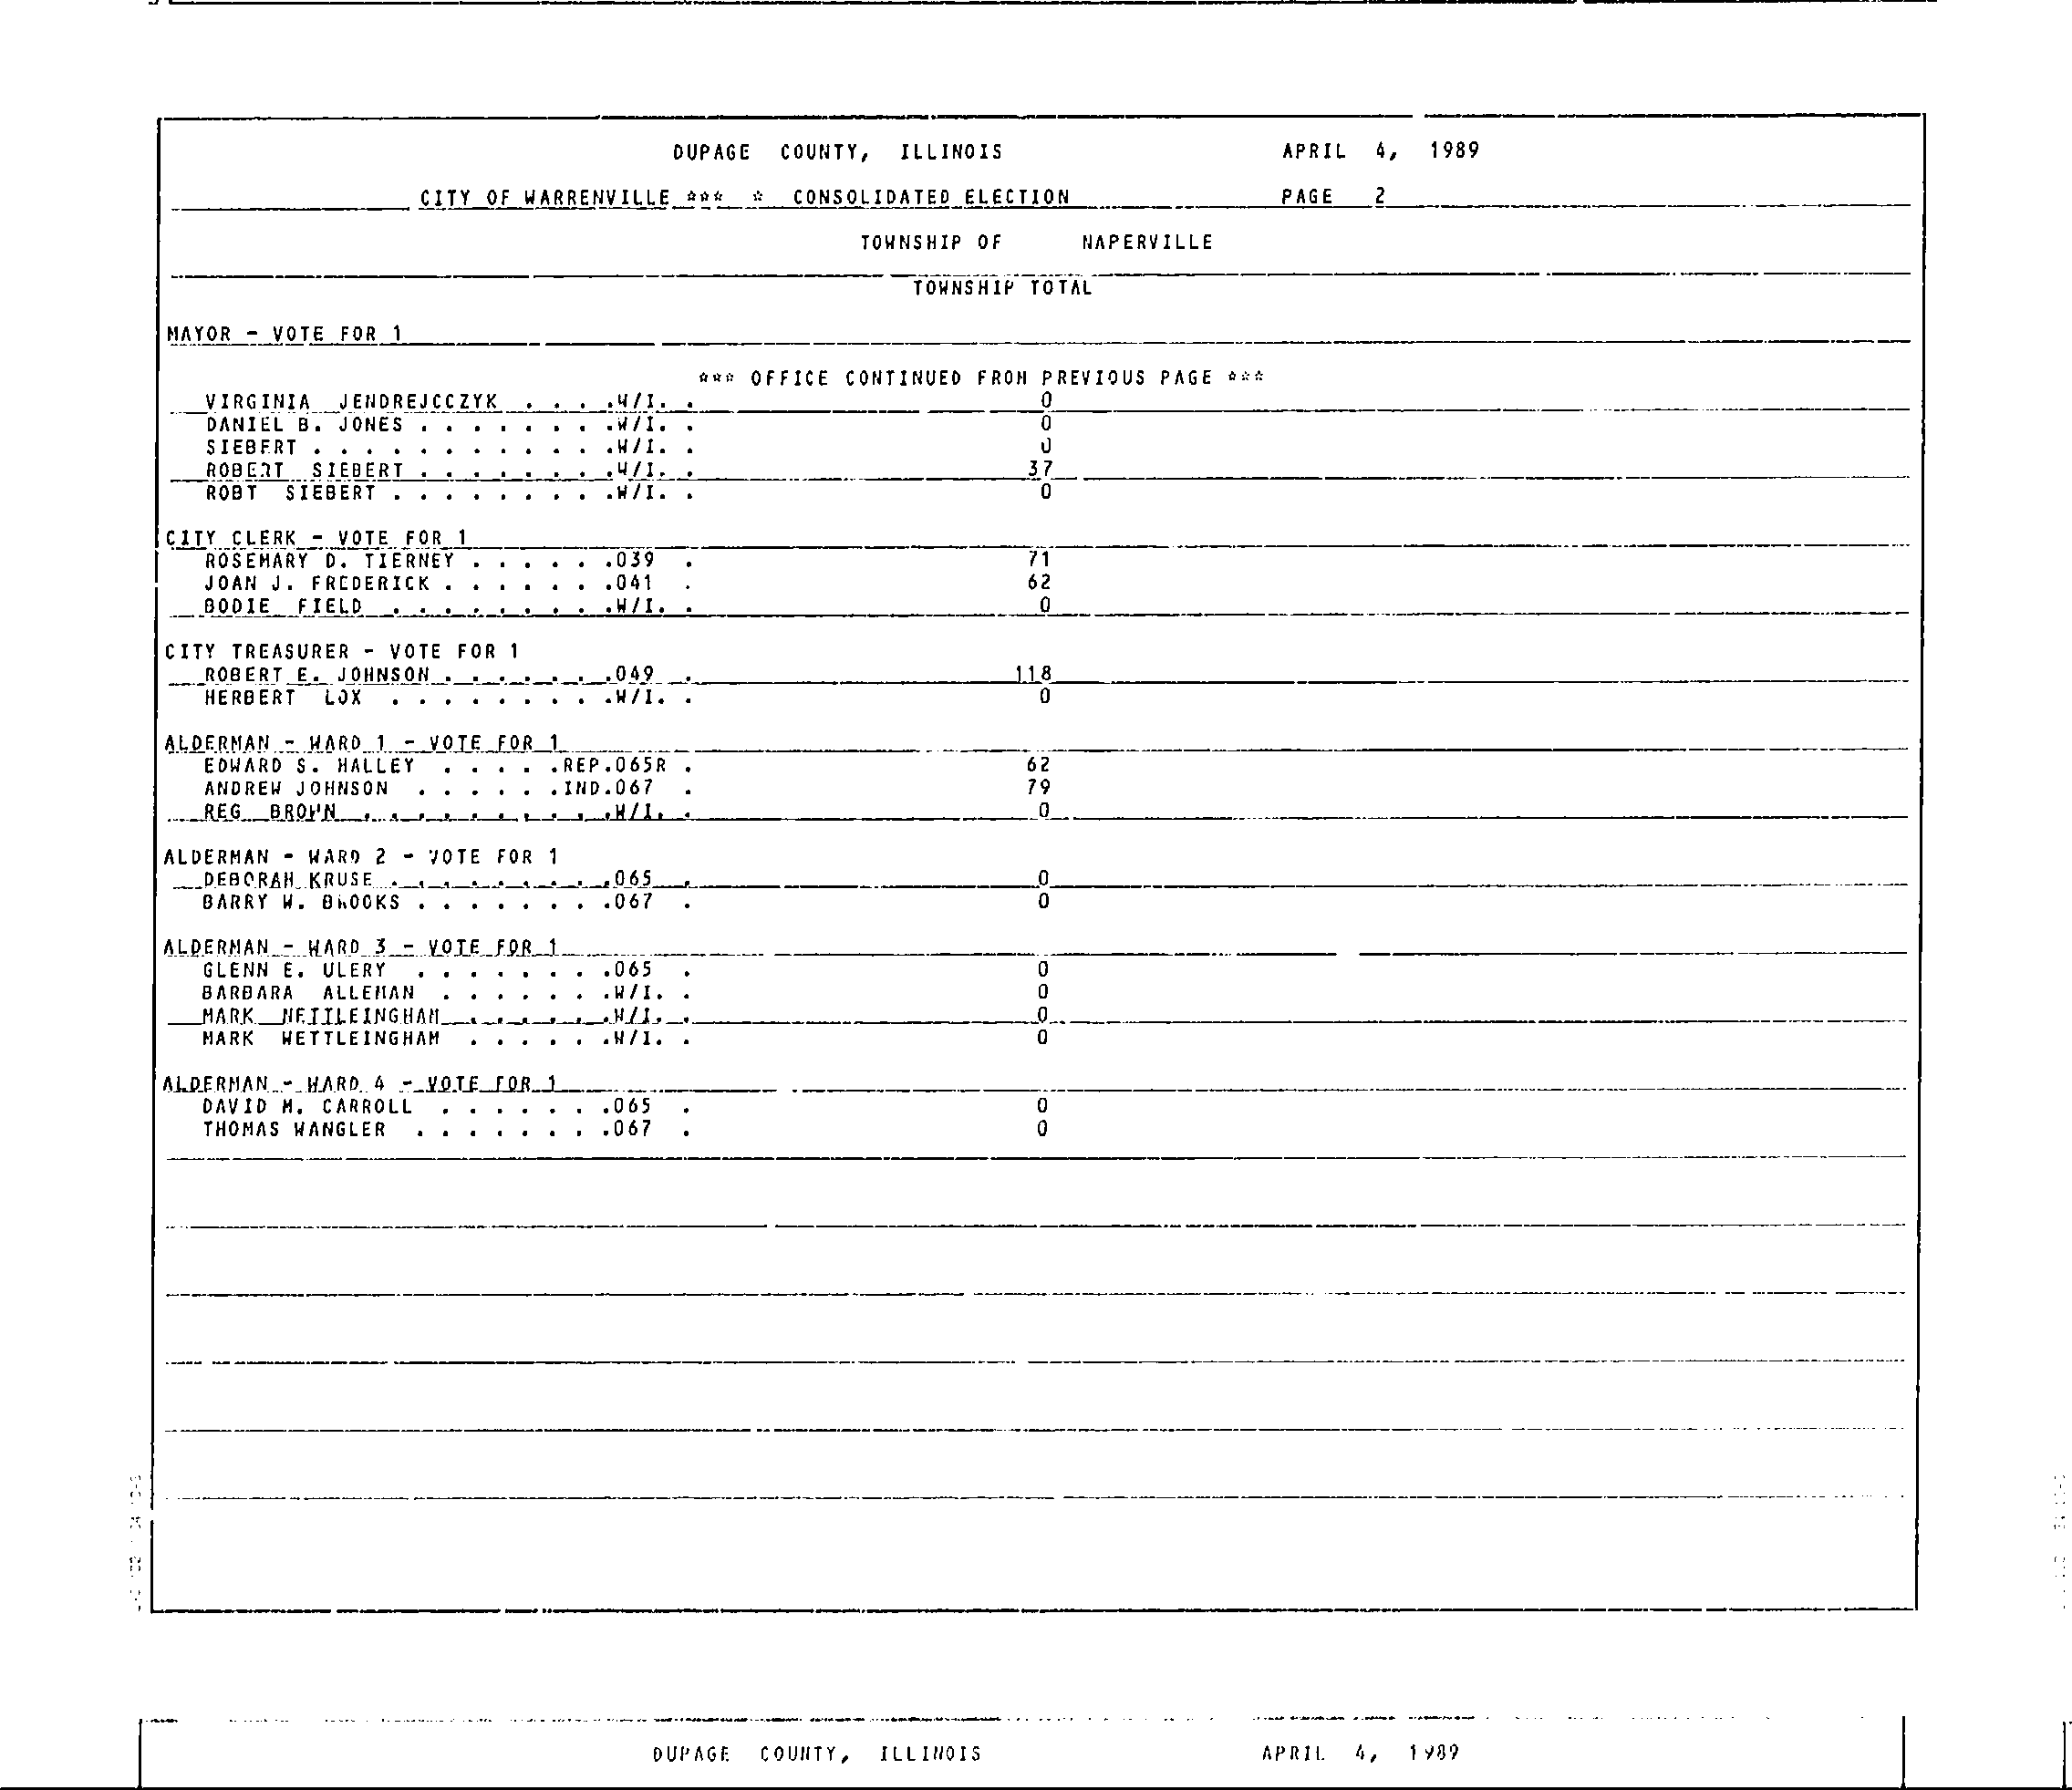 DUPAGE COUNTY, ILLINOIS APRIL 4, 1989
CITY OF WARRENVILLE *** * CONSOLIDATED ELECTION PAGE 2
TOWNSHIP OF NAPERVILLE
TOWNSHIP TOTAL
MAYOR - VOTE FOR 1
*** OFFICE CONTINUED FROM PREVIOUS PAGE ***
VIRGINIA JENDREJCCZYK . . . .W/I. . 0
DANIEL B. JONES . . . . . . . .W/I. . 0
SIEBERT . . . . . . . . . . . .W/I. . 0
ROBERT SIEBERT . . . . . . . .W/I. . 37
ROBT SIEBERT . . . . . . . . .W/I. . 0
CITY CLERK - VOTE FOR 1
ROSEMARY D. TIERNEY . . . . . .039 . 71
JOAN J. FREDERICK . . . . . . .041 . 62
BODIE FIELD . . . . . . . . .W/I. . 0
CITY TREASURER - VOTE FOR 1
ROBERT E. JOHNSON . . . . . . .049 . 118
HERBERT LOX . . . . . . . . .W/I. . 0
ALDERMAN - WARD 1 - VOTE FOR 1
EDWARD S. HALLEY . . . . .REP.065R . 62
ANDREW JOHNSON . . . . . .IND.067 . 79
REG BROWN . . . . . . . . . .W/I. . 0
ALDERMAN - WARD 2 - VOTE FOR 1
DEBORAH KRUSE . . . . . . . . .065 . 0
BARRY W. BROOKS . . . . . . . .067 . 0
ALDERMAN - WARD 3 - VOTE FOR 1
GLENN E. ULERY . . . . . . . .065 . 0
BARBARA ALLEMAN . . . . . . .W/I. . 0
MARK NETTLEINGHAM . . . . . .W/I. . 0
MARK WETTLEINGHAM . . . . . .W/I. . 0
ALDERMAN - WARD 4 - VOTE FOR 1
DAVID M. CARROLL . . . . . . .065 . 0
THOMAS WANGLER . . . . . . . .067 . 0
DUPAGE COUNTY, ILLINOIS APRIL 4, 1989